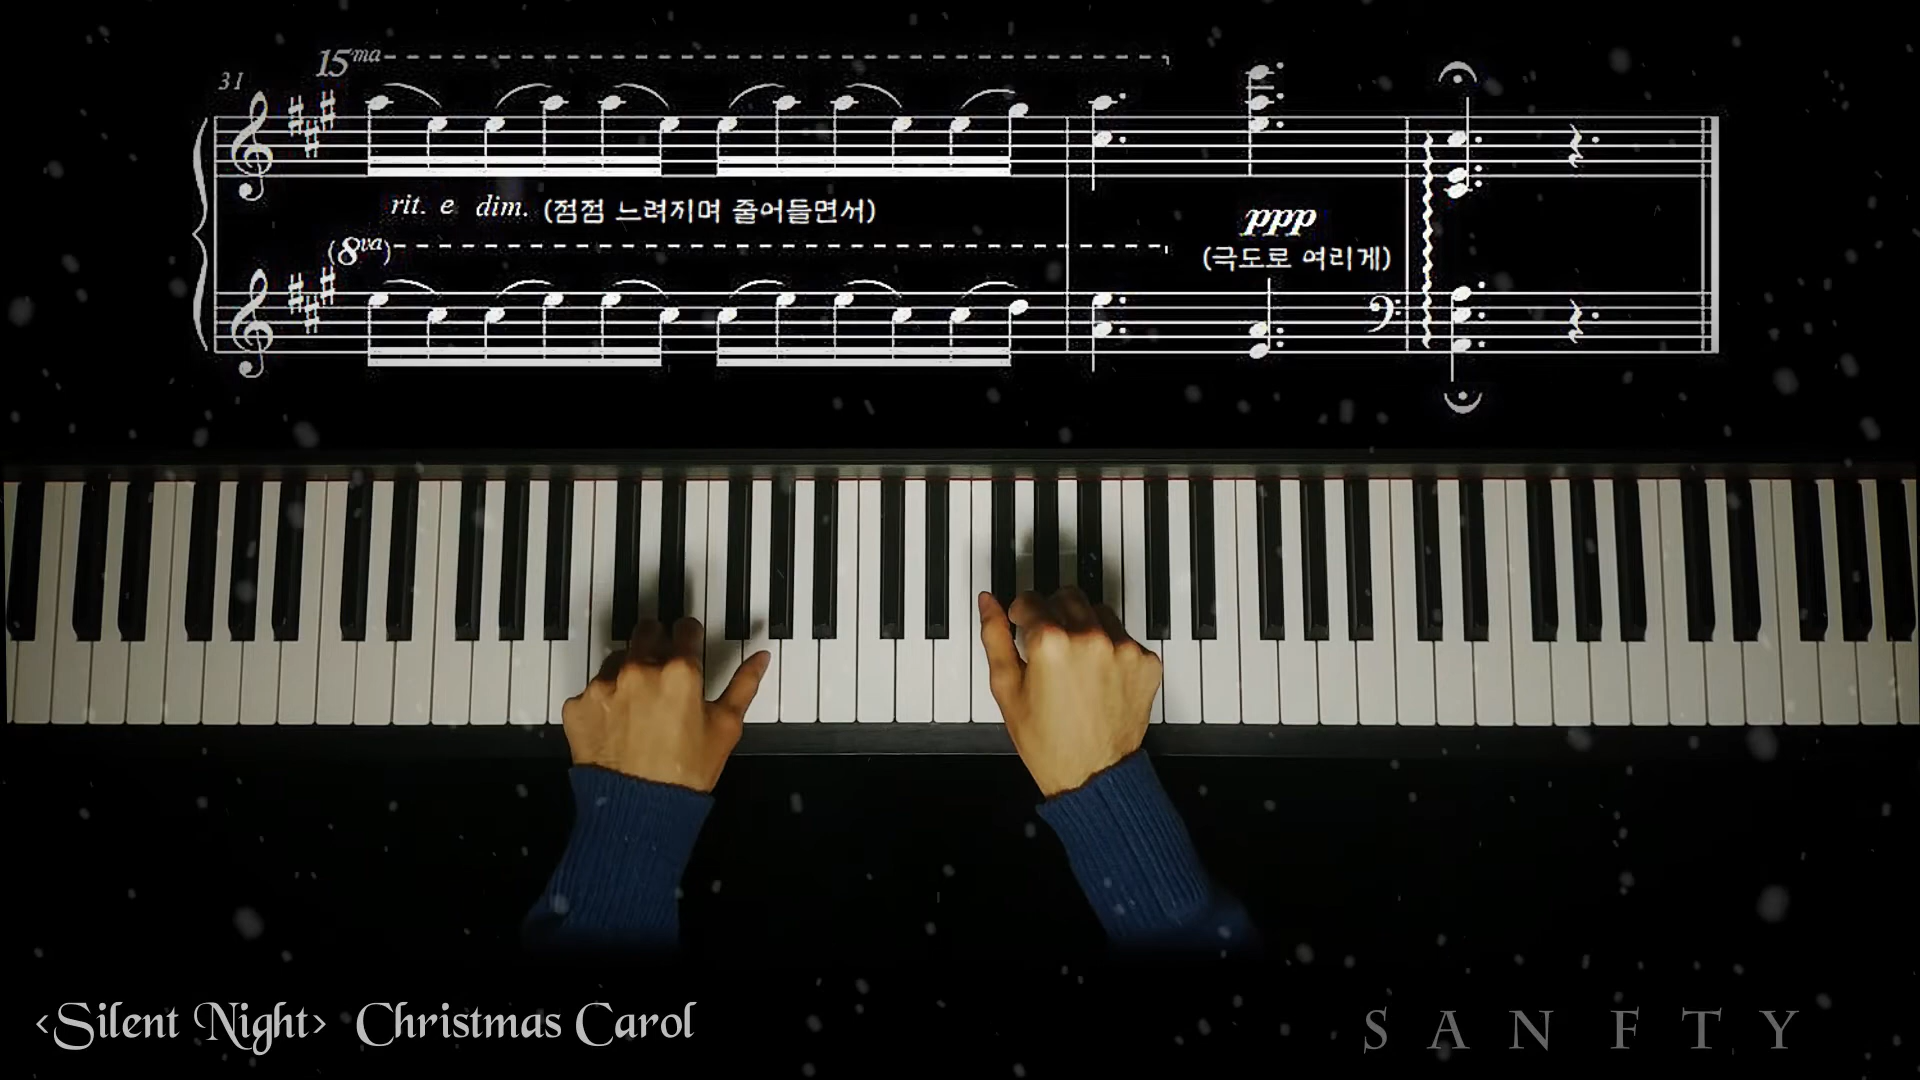 15ma
31
rit. e dim. (점점 느려지며 줄어들면서)
(8va)
ppp
(극도로 여리게)
<Silent Night> Christmas Carol
SANFTY